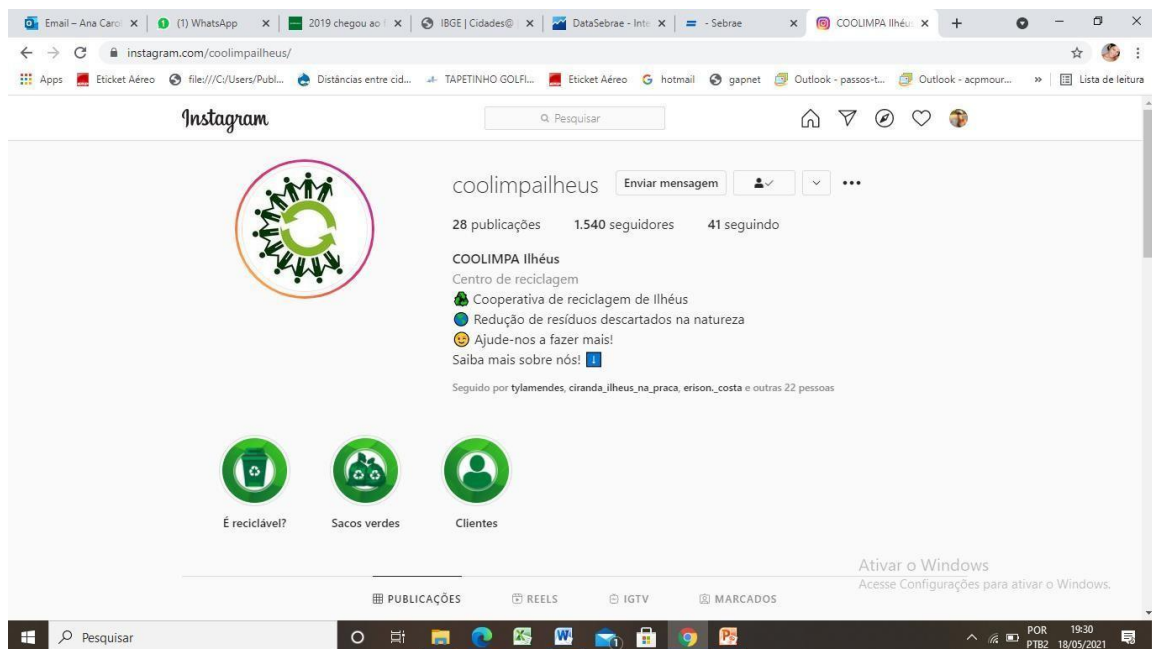 Email – Ana Caro
(1) WhatsApp
2019 chegou ao
IBGE | Cidades@
DataSebrae - Inte
- Sebrae
COOLIMPA Ilhéu
instagram.com/coolimpailheus/
Apps
Eticket Aéreo
file:///C:/Users/Publ...
Distâncias entre cid...
TAPETINHO GOLFI...
Eticket Aéreo
hotmail
gapnet
Outlook - passos-t...
Outlook - acpmour...
»
Lista de leitura
Instagram
Pesquisar
coolimpailheus
Enviar mensagem
28 publicações 1.540 seguidores 41 seguindo
COOLIMPA Ilhéus
Centro de reciclagem
Cooperativa de reciclagem de Ilhéus
Redução de resíduos descartados na natureza
Ajude-nos a fazer mais!
Saiba mais sobre nós!
Seguido por tylamendes, ciranda_ilheus_na_praca, erison._costa e outras 22 pessoas
É reciclável? Sacos verdes Clientes
Ativar o Windows
Acesse Configurações para ativar o Windows.
PUBLICAÇÕES REELS IGTV MARCADOS
Pesquisar
POR 19:30
PTB2 18/05/2021